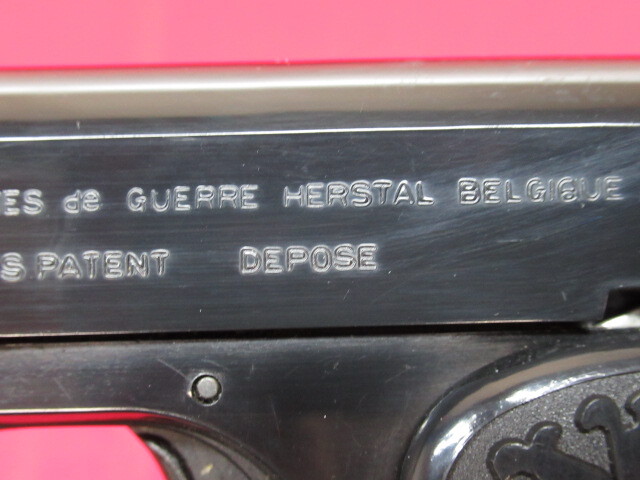 ES de GUERRE HERSTAL BELGIQUE
S. PATENT DEPOSE